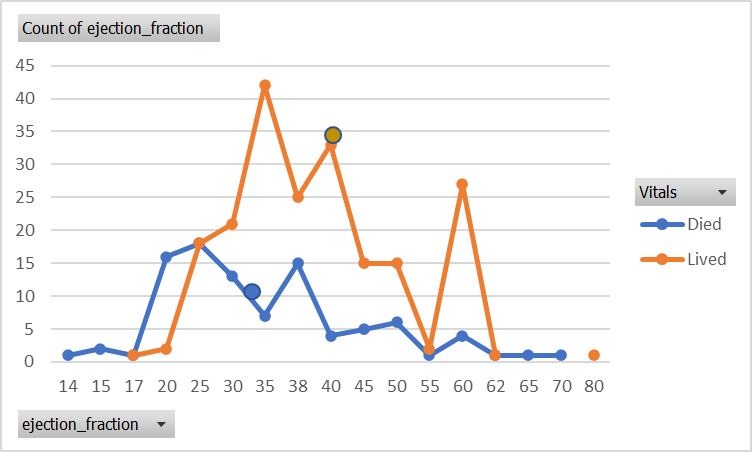 Count of ejection_fraction
45
40
35
30
25
20
15
10
5
0
14 15 17 20 25 30 35 38 40 45 50 55 60 62 65 70 80
Vitals
Died
Lived
ejection_fraction